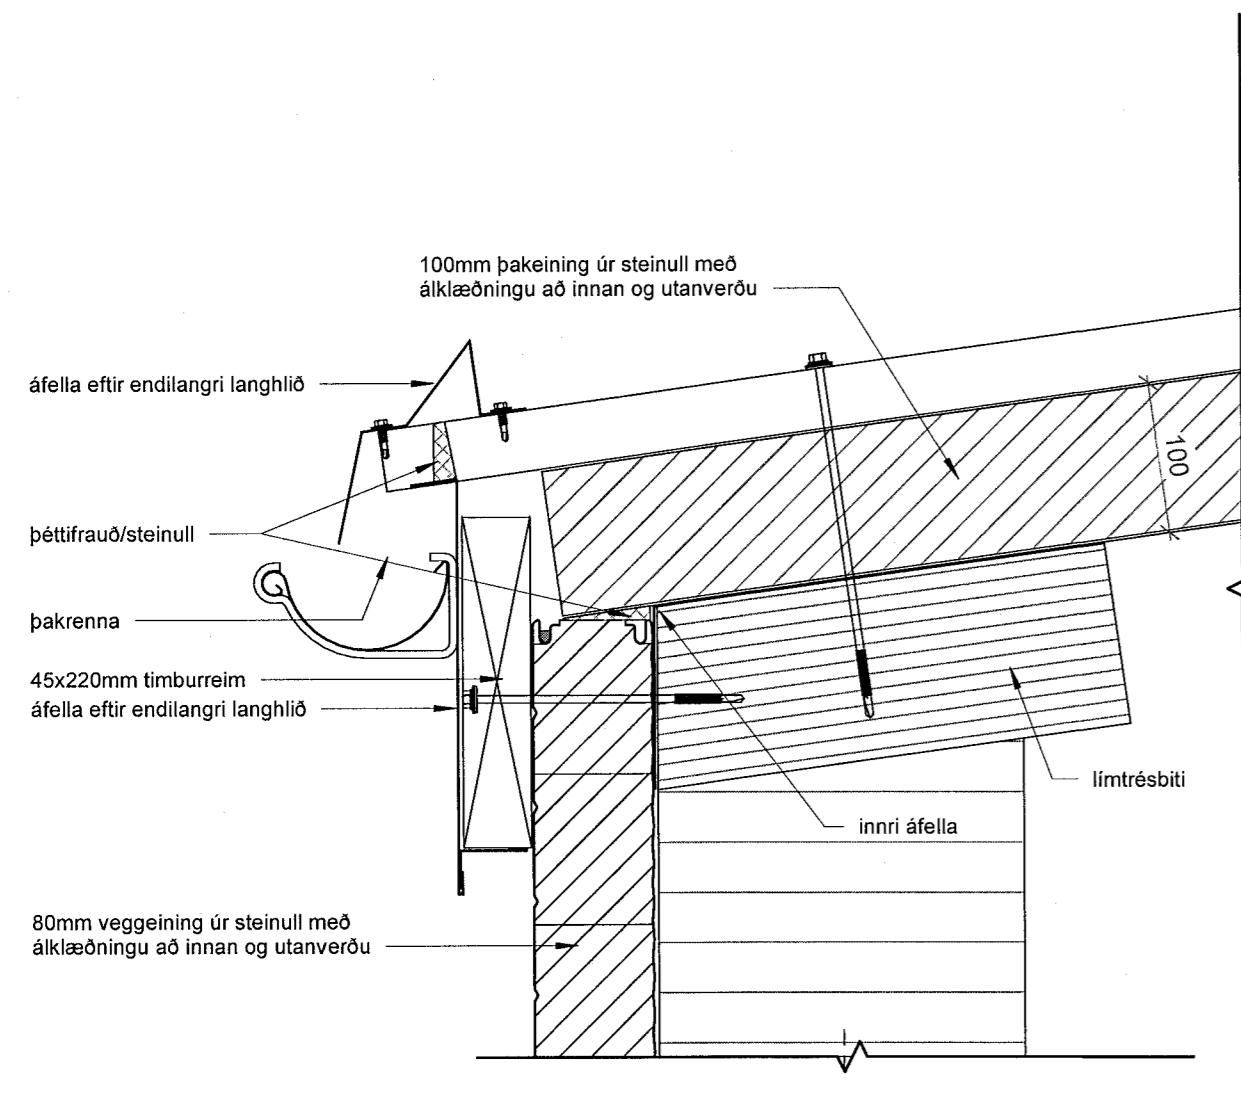 100mm þakeining úr steinull með
álklæðningu að innan og utanverðu
áfella eftir endilangri langhlið
100
þéttifrauð/steinull
þakrenna
45x220mm timburreim
áfella eftir endilangri langhlið
límtrésbiti
innri áfella
80mm veggeining úr steinull með
álklæðningu að innan og utanverðu